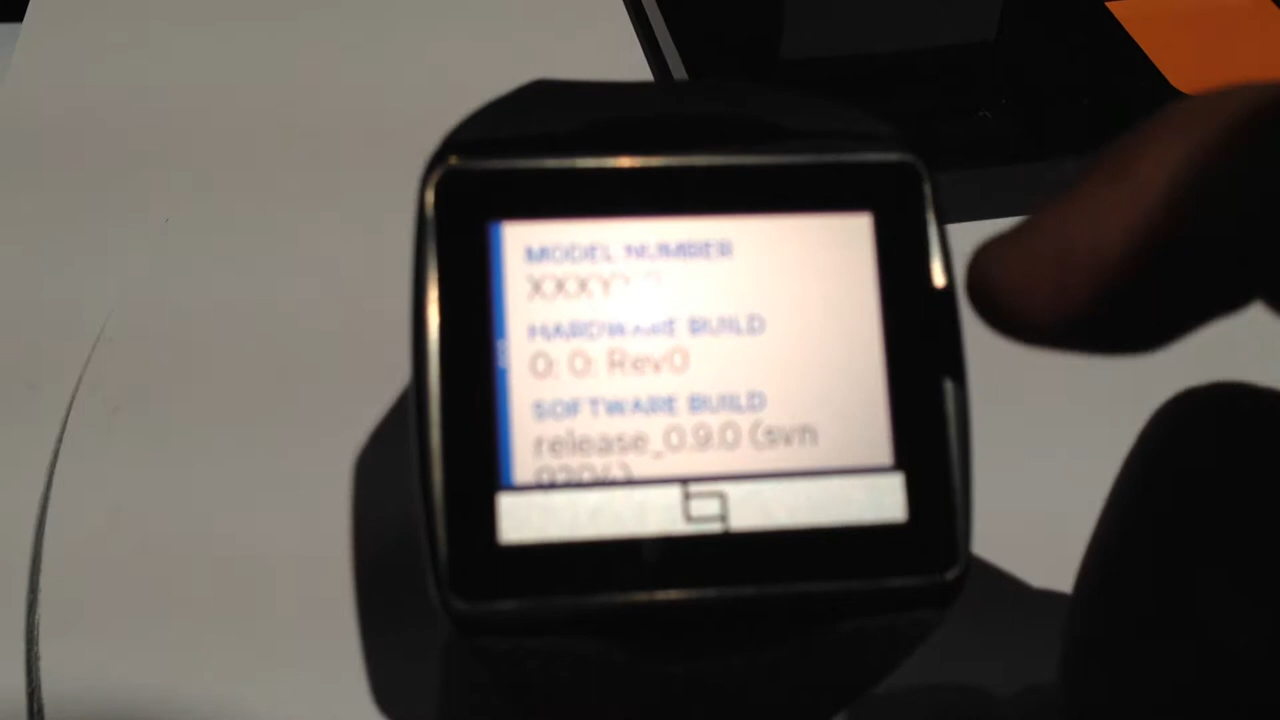 MODEL NUMBER
HARDWARE BUILD
0: 0: Rev0
SOFTWARE BUILD
release_0.9.0 (svn